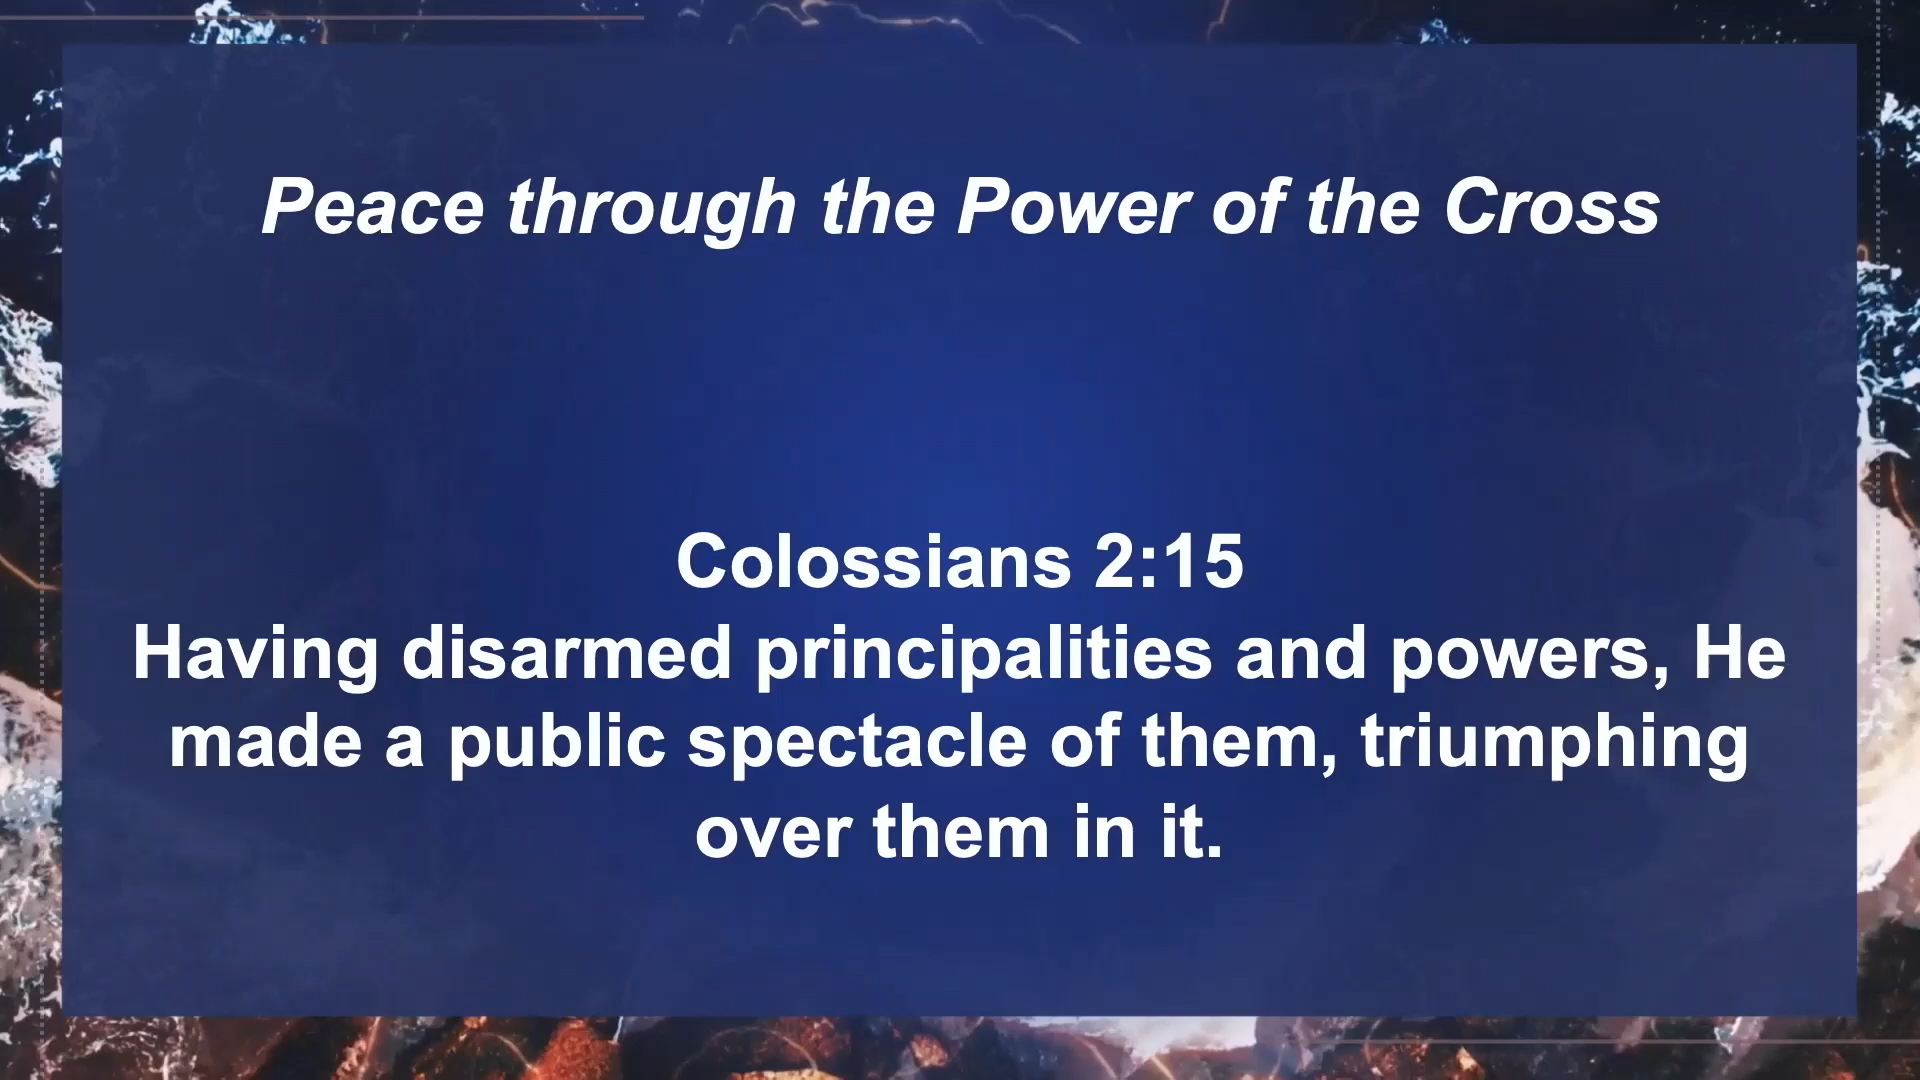 Peace through the Power of the Cross
Colossians 2:15
Having disarmed principalities and powers, He
made a public spectacle of them, triumphing
over them in it.